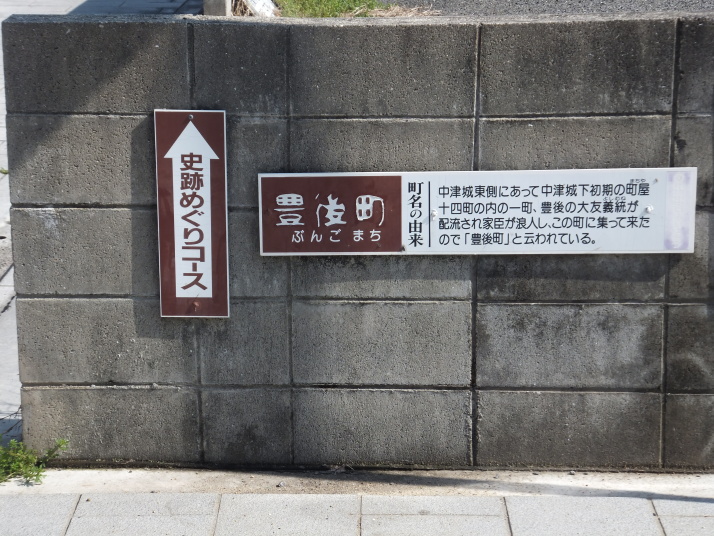 史跡めぐりコース
豊後町
ぶんごまち
町名の由来
中津城東側にあって中津城下初期の町屋
十四町の内の一町、豊後の大友義統が
配流され家臣が浪人し、この町に集って来た
ので「豊後町」と云われている。